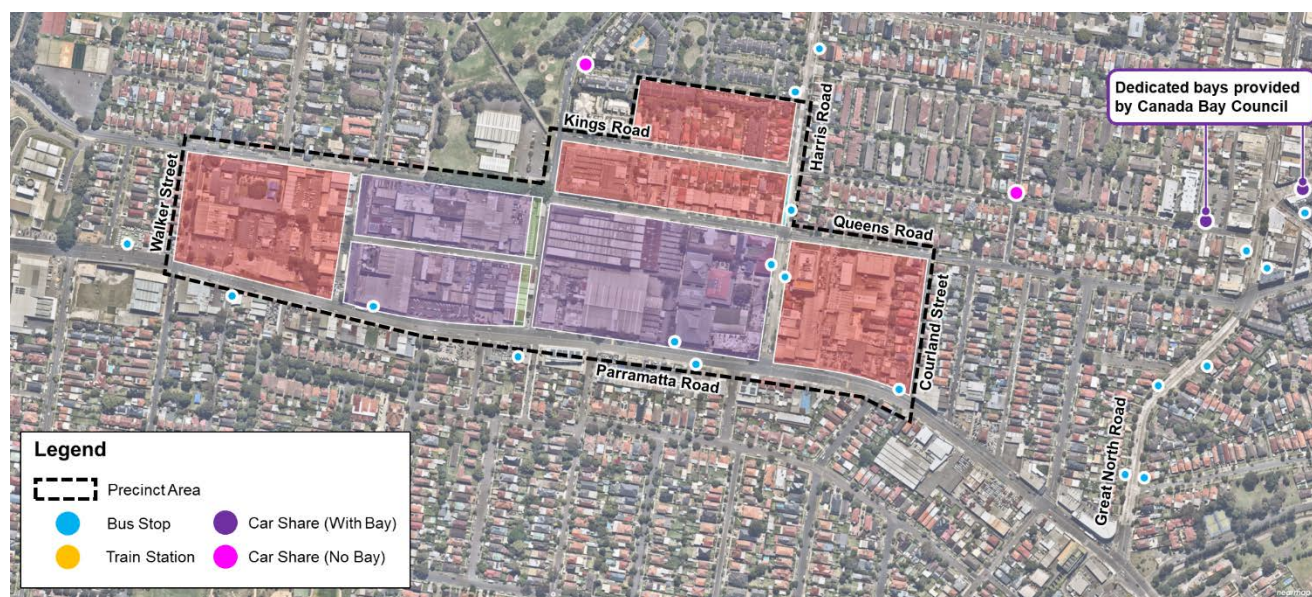 Dedicated bays provided
by Canada Bay Council
Kings Road
Harris Road
Walker Street
Queens Road
Courland Street
Parramatta Road
Great North Road
Legend
Precinct Area
Bus Stop
Car Share (With Bay)
Train Station
Car Share (No Bay)
nearmap